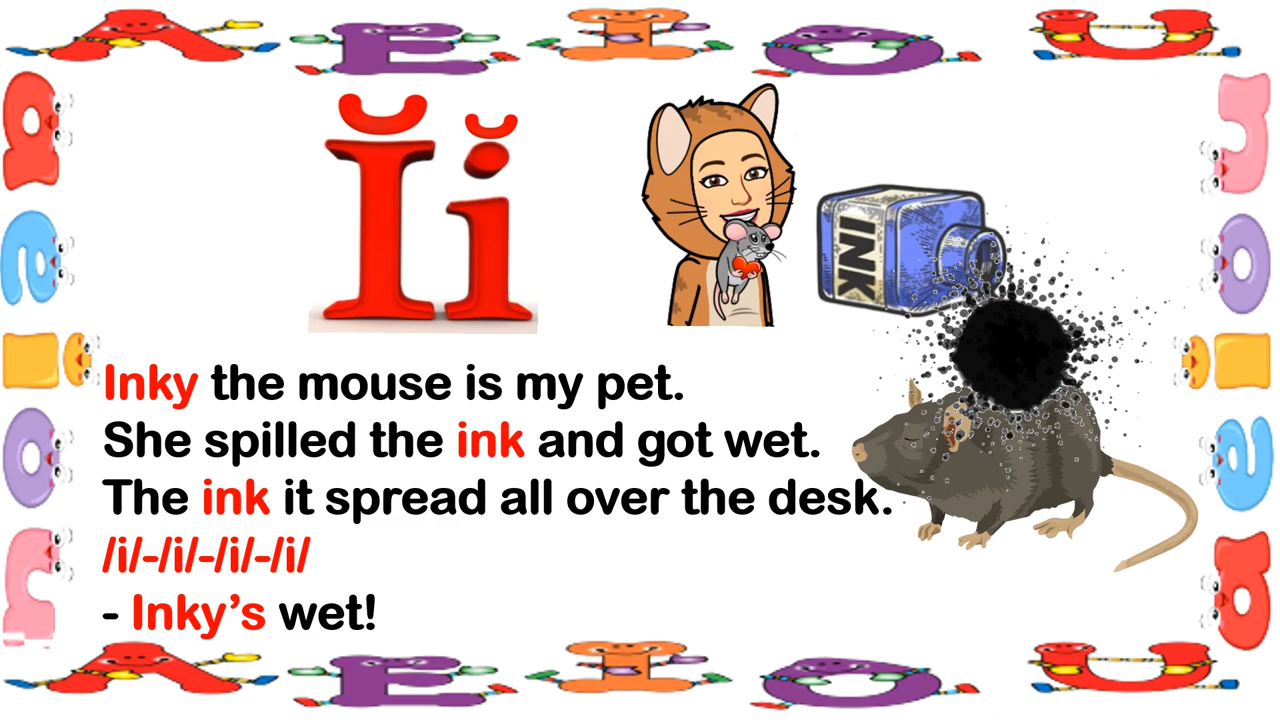 A E I O U
Ĭĭ
INK
Inky the mouse is my pet.
She spilled the ink and got wet.
The ink it spread all over the desk.
/i/-/i/-/i/-/i/
- Inky’s wet!
a
e
i
o
u
u
o
i
e
a
A E I O U